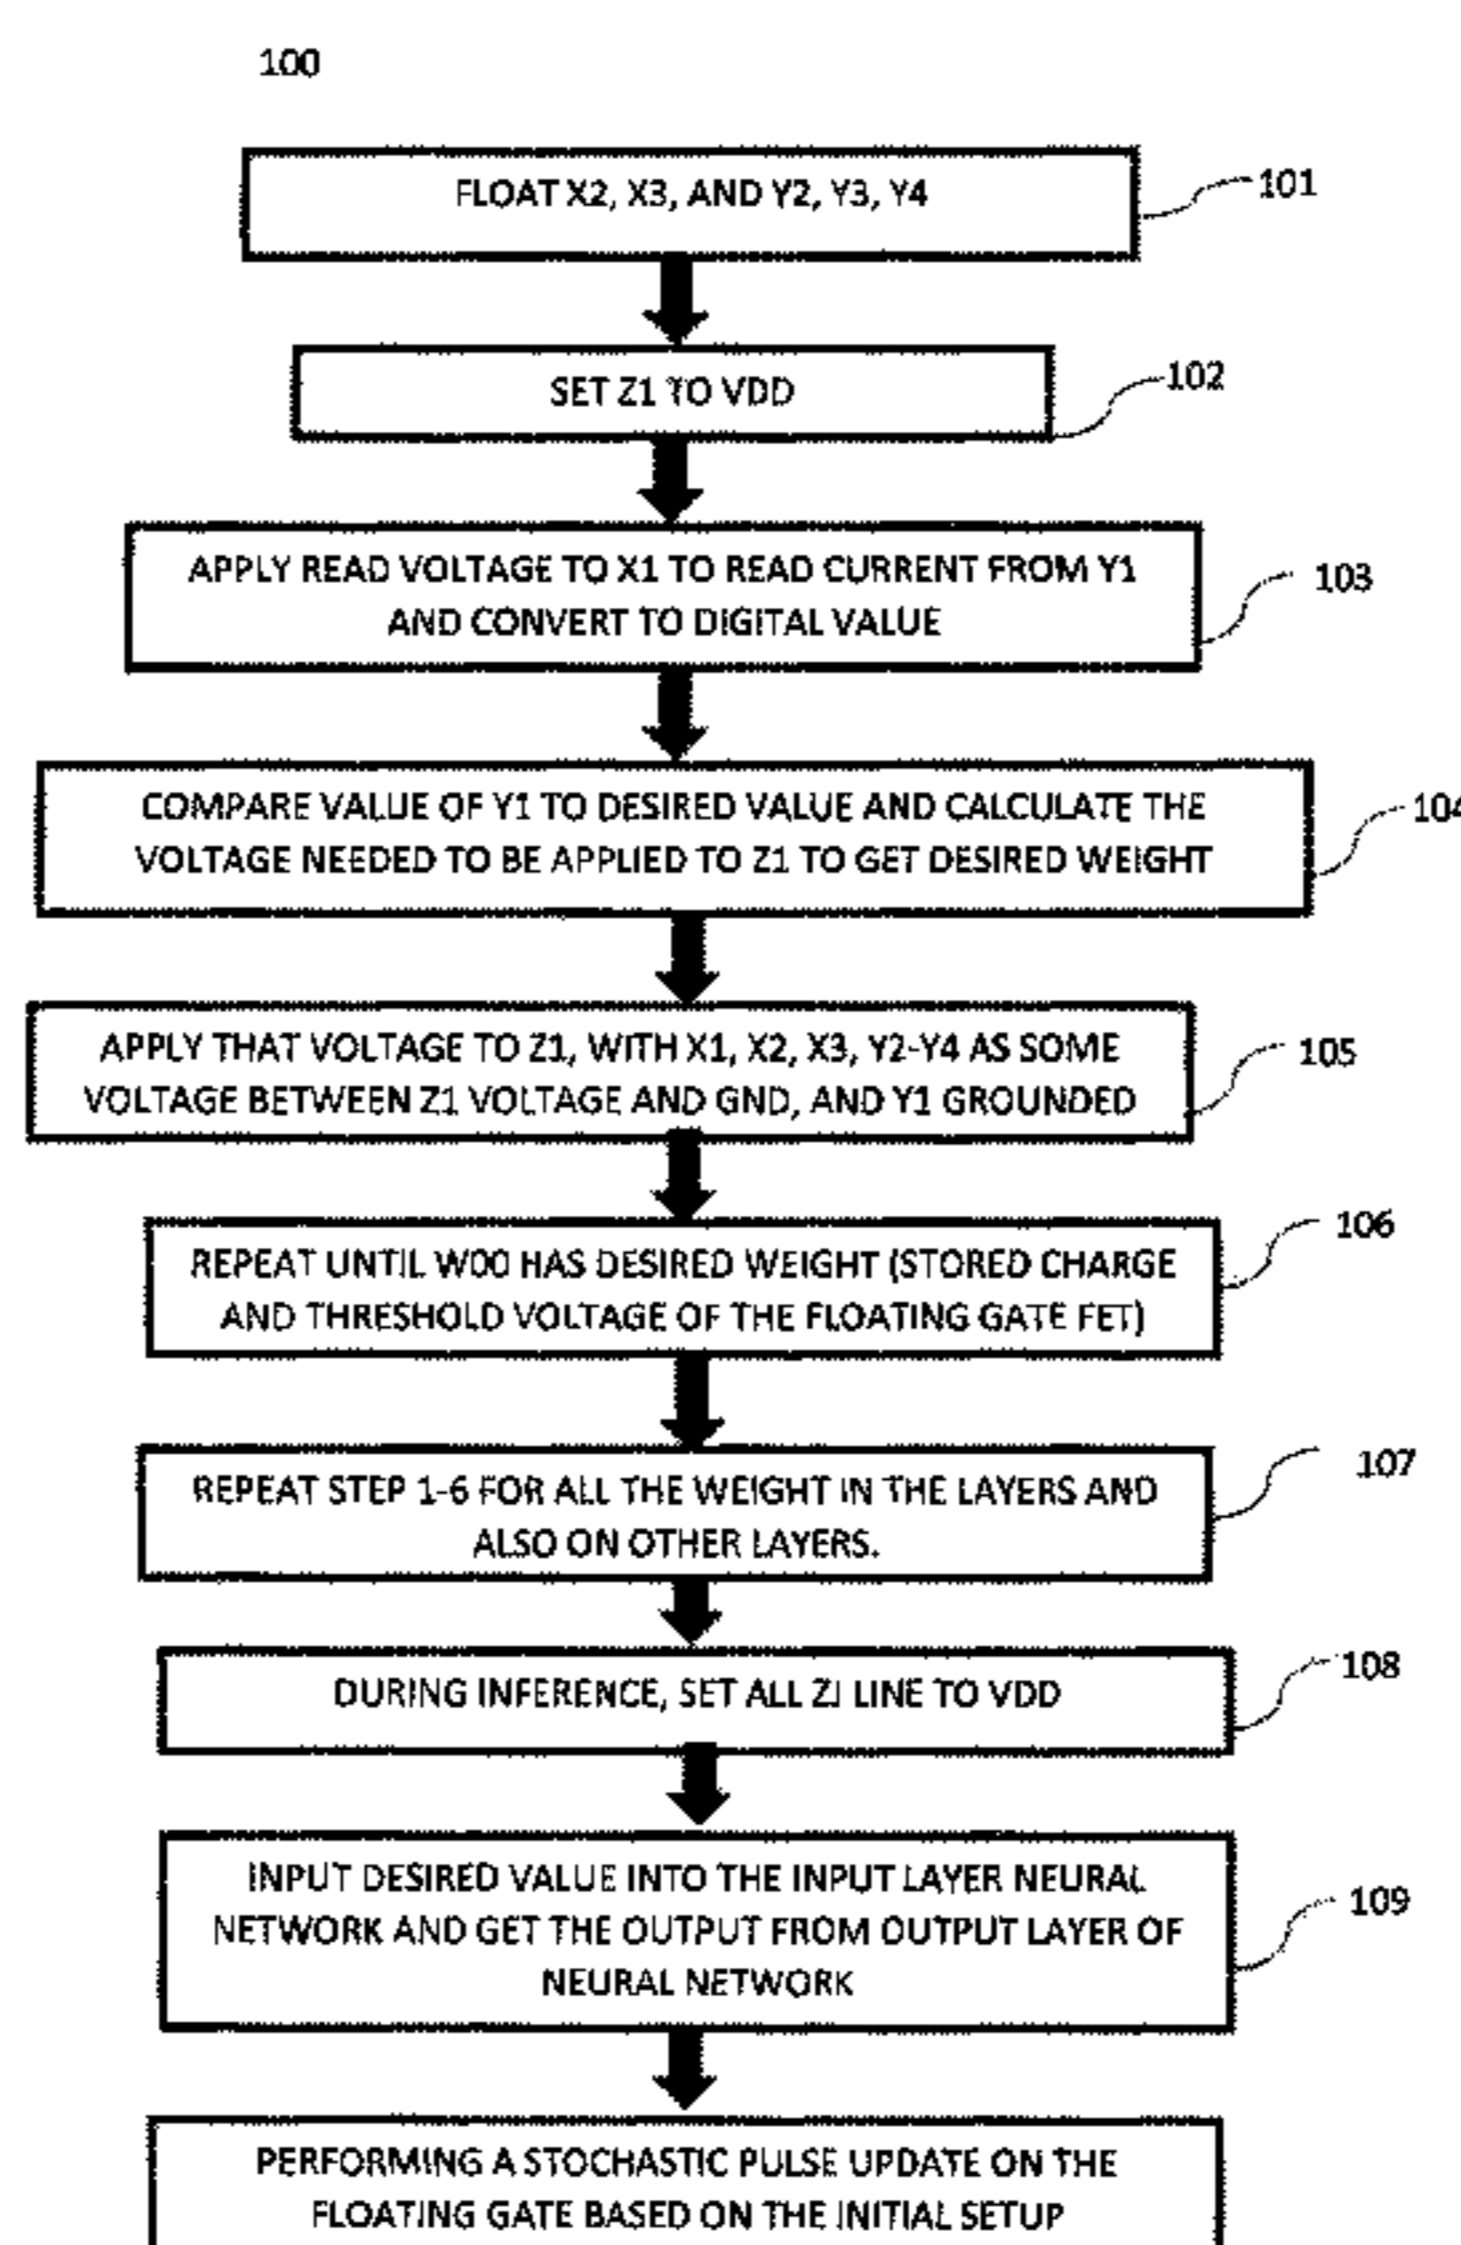 100
FLOAT X2, X3, AND Y2, Y3, Y4
101
SET Z1 TO VDD
102
APPLY READ VOLTAGE TO X1 TO READ CURRENT FROM Y1
AND CONVERT TO DIGITAL VALUE
103
COMPARE VALUE OF Y1 TO DESIRED VALUE AND CALCULATE THE
VOLTAGE NEEDED TO BE APPLIED TO Z1 TO GET DESIRED WEIGHT
104
APPLY THAT VOLTAGE TO Z1, WITH X1, X2, X3, Y2-Y4 AS SOME
VOLTAGE BETWEEN Z1 VOLTAGE AND GND, AND Y1 GROUNDED
105
REPEAT UNTIL W00 HAS DESIRED WEIGHT (STORED CHARGE
AND THRESHOLD VOLTAGE OF THE FLOATING GATE FET)
106
REPEAT STEP 1-6 FOR ALL THE WEIGHT IN THE LAYERS AND
ALSO ON OTHER LAYERS.
107
DURING INFERENCE, SET ALL ZJ LINE TO VDD
108
INPUT DESIRED VALUE INTO THE INPUT LAYER NEURAL
NETWORK AND GET THE OUTPUT FROM OUTPUT LAYER OF
NEURAL NETWORK
109
PERFORMING A STOCHASTIC PULSE UPDATE ON THE
FLOATING GATE BASED ON THE INITIAL SETUP